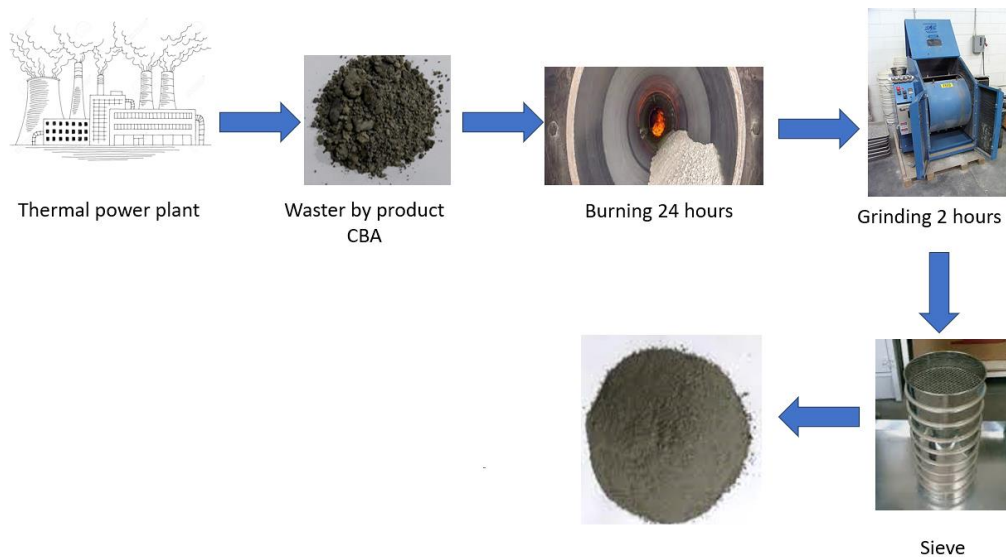 Thermal power plant
Waster by product
CBA
Burning 24 hours
Grinding 2 hours
Sieve